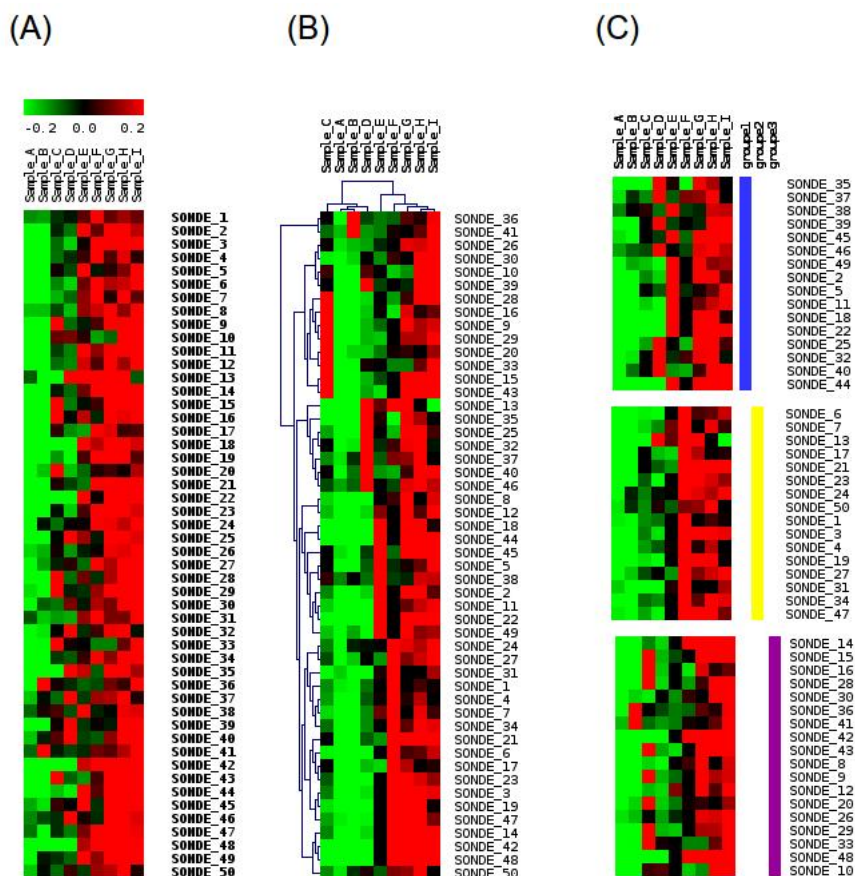 (A)
-0.2 0.0 0.2
Sample_A
Sample_B
Sample_C
Sample_D
Sample_E
Sample_F
Sample_G
Sample_H
Sample_I
SONDE_1
SONDE_2
SONDE_3
SONDE_4
SONDE_5
SONDE_6
SONDE_7
SONDE_8
SONDE_9
SONDE_10
SONDE_11
SONDE_12
SONDE_13
SONDE_14
SONDE_15
SONDE_16
SONDE_17
SONDE_18
SONDE_19
SONDE_20
SONDE_21
SONDE_22
SONDE_23
SONDE_24
SONDE_25
SONDE_26
SONDE_27
SONDE_28
SONDE_29
SONDE_30
SONDE_31
SONDE_32
SONDE_33
SONDE_34
SONDE_35
SONDE_36
SONDE_37
SONDE_38
SONDE_39
SONDE_40
SONDE_41
SONDE_42
SONDE_43
SONDE_44
SONDE_45
SONDE_46
SONDE_47
SONDE_48
SONDE_49
SONDE_50
(B)
Sample_C
Sample_A
Sample_B
Sample_D
Sample_E
Sample_F
Sample_G
Sample_H
Sample_I
SONDE_36
SONDE_41
SONDE_26
SONDE_30
SONDE_10
SONDE_39
SONDE_28
SONDE_16
SONDE_9
SONDE_29
SONDE_20
SONDE_33
SONDE_15
SONDE_43
SONDE_13
SONDE_35
SONDE_25
SONDE_32
SONDE_37
SONDE_40
SONDE_46
SONDE_8
SONDE_12
SONDE_18
SONDE_44
SONDE_45
SONDE_5
SONDE_38
SONDE_2
SONDE_11
SONDE_22
SONDE_49
SONDE_24
SONDE_27
SONDE_31
SONDE_1
SONDE_4
SONDE_7
SONDE_34
SONDE_21
SONDE_6
SONDE_17
SONDE_23
SONDE_3
SONDE_19
SONDE_47
SONDE_14
SONDE_42
SONDE_48
SONDE_50
(C)
Sample_A
Sample_B
Sample_C
Sample_D
Sample_E
Sample_F
Sample_G
Sample_H
Sample_I
groupe1
groupe2
groupe3
SONDE_35
SONDE_37
SONDE_38
SONDE_39
SONDE_45
SONDE_46
SONDE_49
SONDE_2
SONDE_5
SONDE_11
SONDE_18
SONDE_22
SONDE_25
SONDE_32
SONDE_40
SONDE_44
SONDE_6
SONDE_7
SONDE_13
SONDE_17
SONDE_21
SONDE_23
SONDE_24
SONDE_50
SONDE_1
SONDE_3
SONDE_4
SONDE_19
SONDE_27
SONDE_31
SONDE_34
SONDE_47
SONDE_14
SONDE_15
SONDE_16
SONDE_28
SONDE_30
SONDE_36
SONDE_41
SONDE_42
SONDE_43
SONDE_8
SONDE_9
SONDE_12
SONDE_20
SONDE_26
SONDE_29
SONDE_33
SONDE_48
SONDE_10